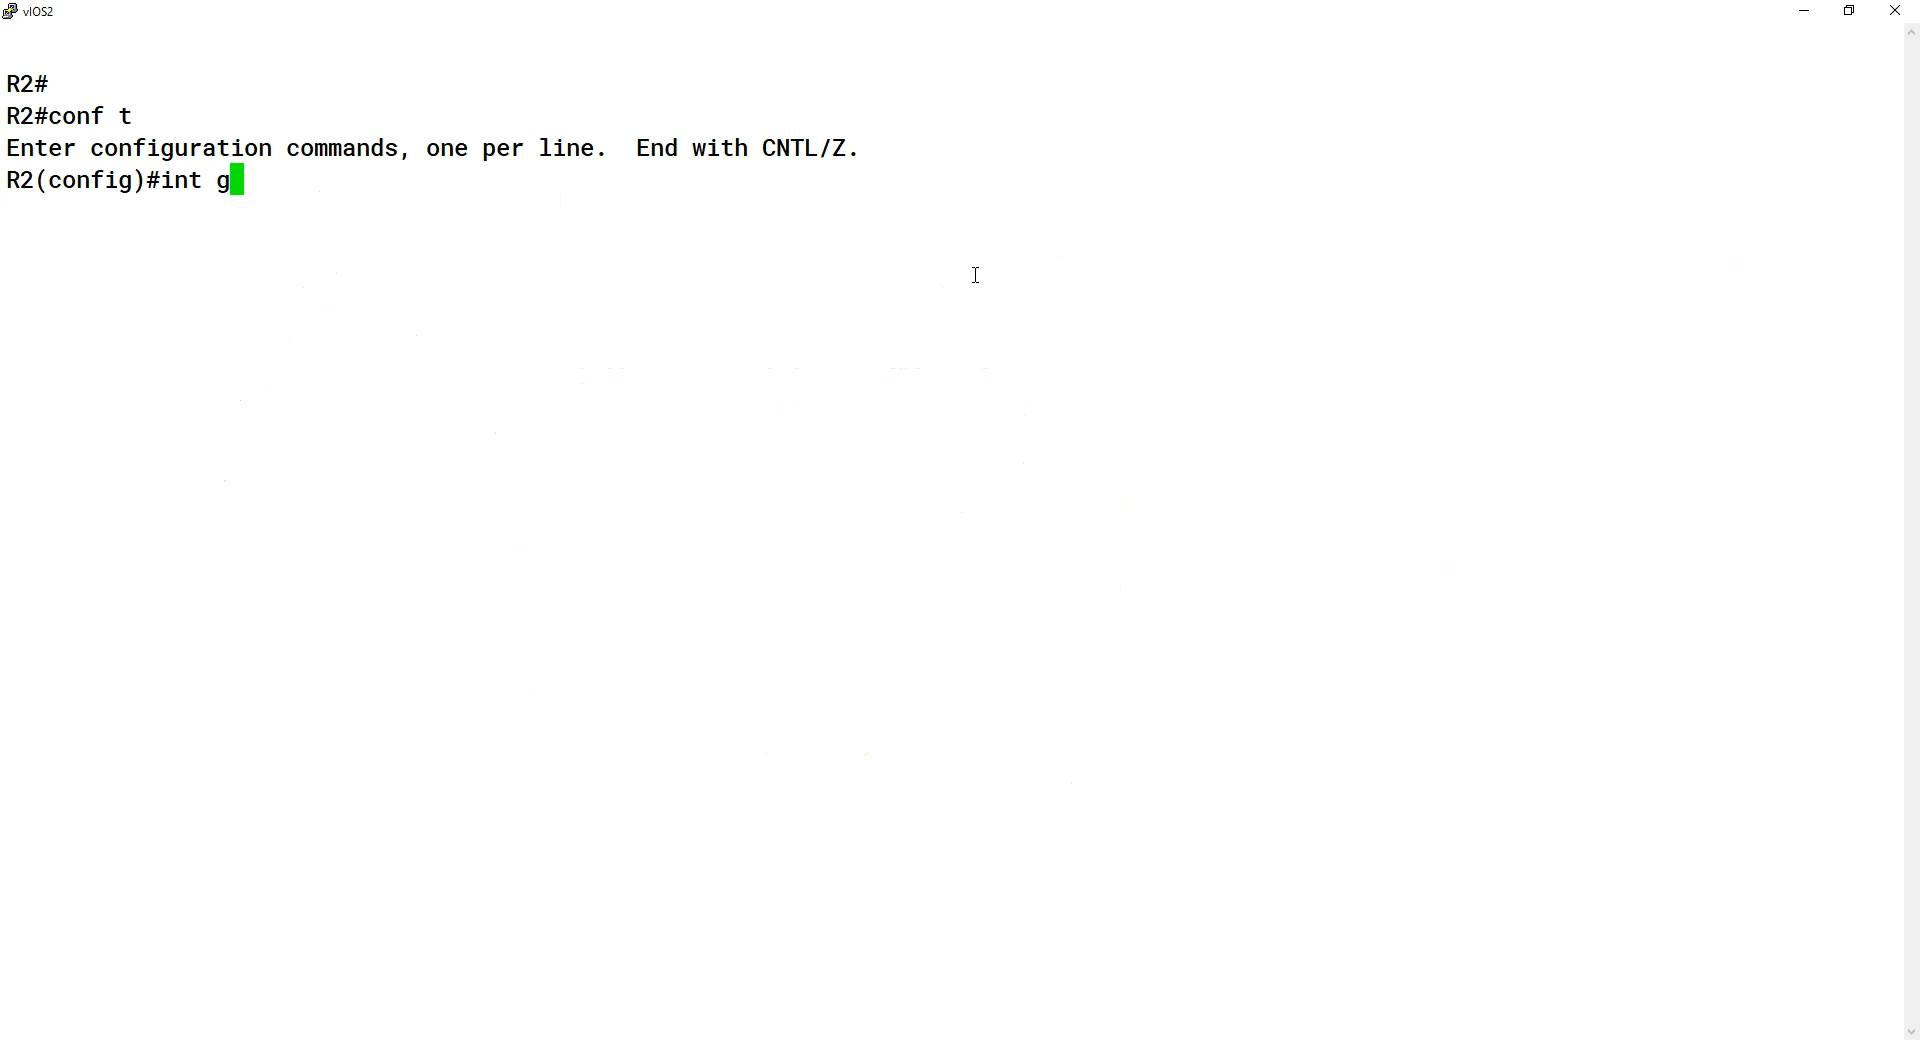 vIOS2
R2#
R2#conf t
Enter configuration commands, one per line.  End with CNTL/Z.
R2(config)#int g